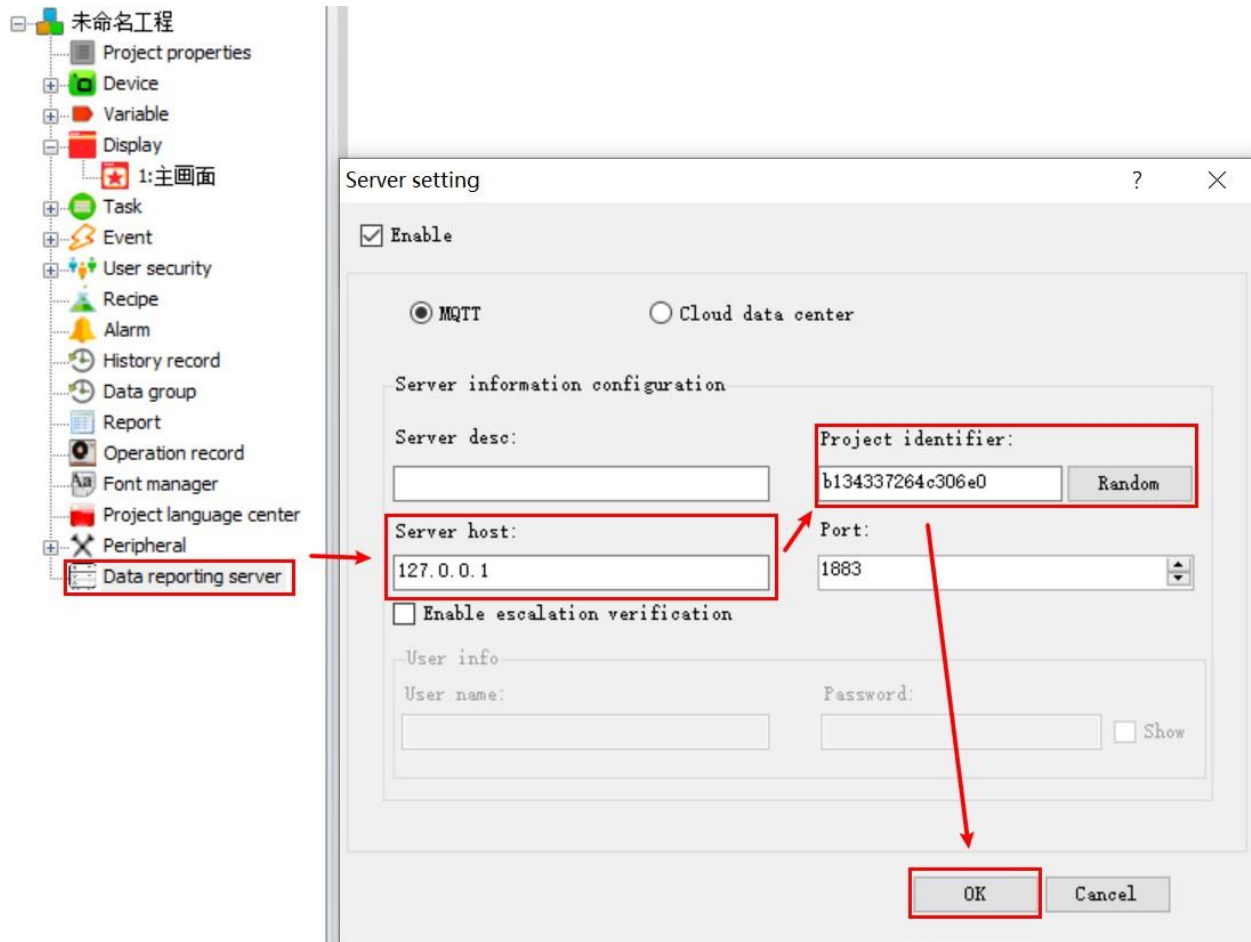 未命名工程
Project properties
Device
Variable
Display
1:主画面
Task
Event
User security
Recipe
Alarm
History record
Data group
Report
Operation record
Font manager
Project language center
Peripheral
Data reporting server
Server setting
?
Enable
MQTT
Cloud data center
Server information configuration
Server desc:
Project identifier:
b134337264c306e0
Random
Server host:
Port:
127.0.0.1
1883
Enable escalation verification
User info
User name:
Password:
Show
OK
Cancel